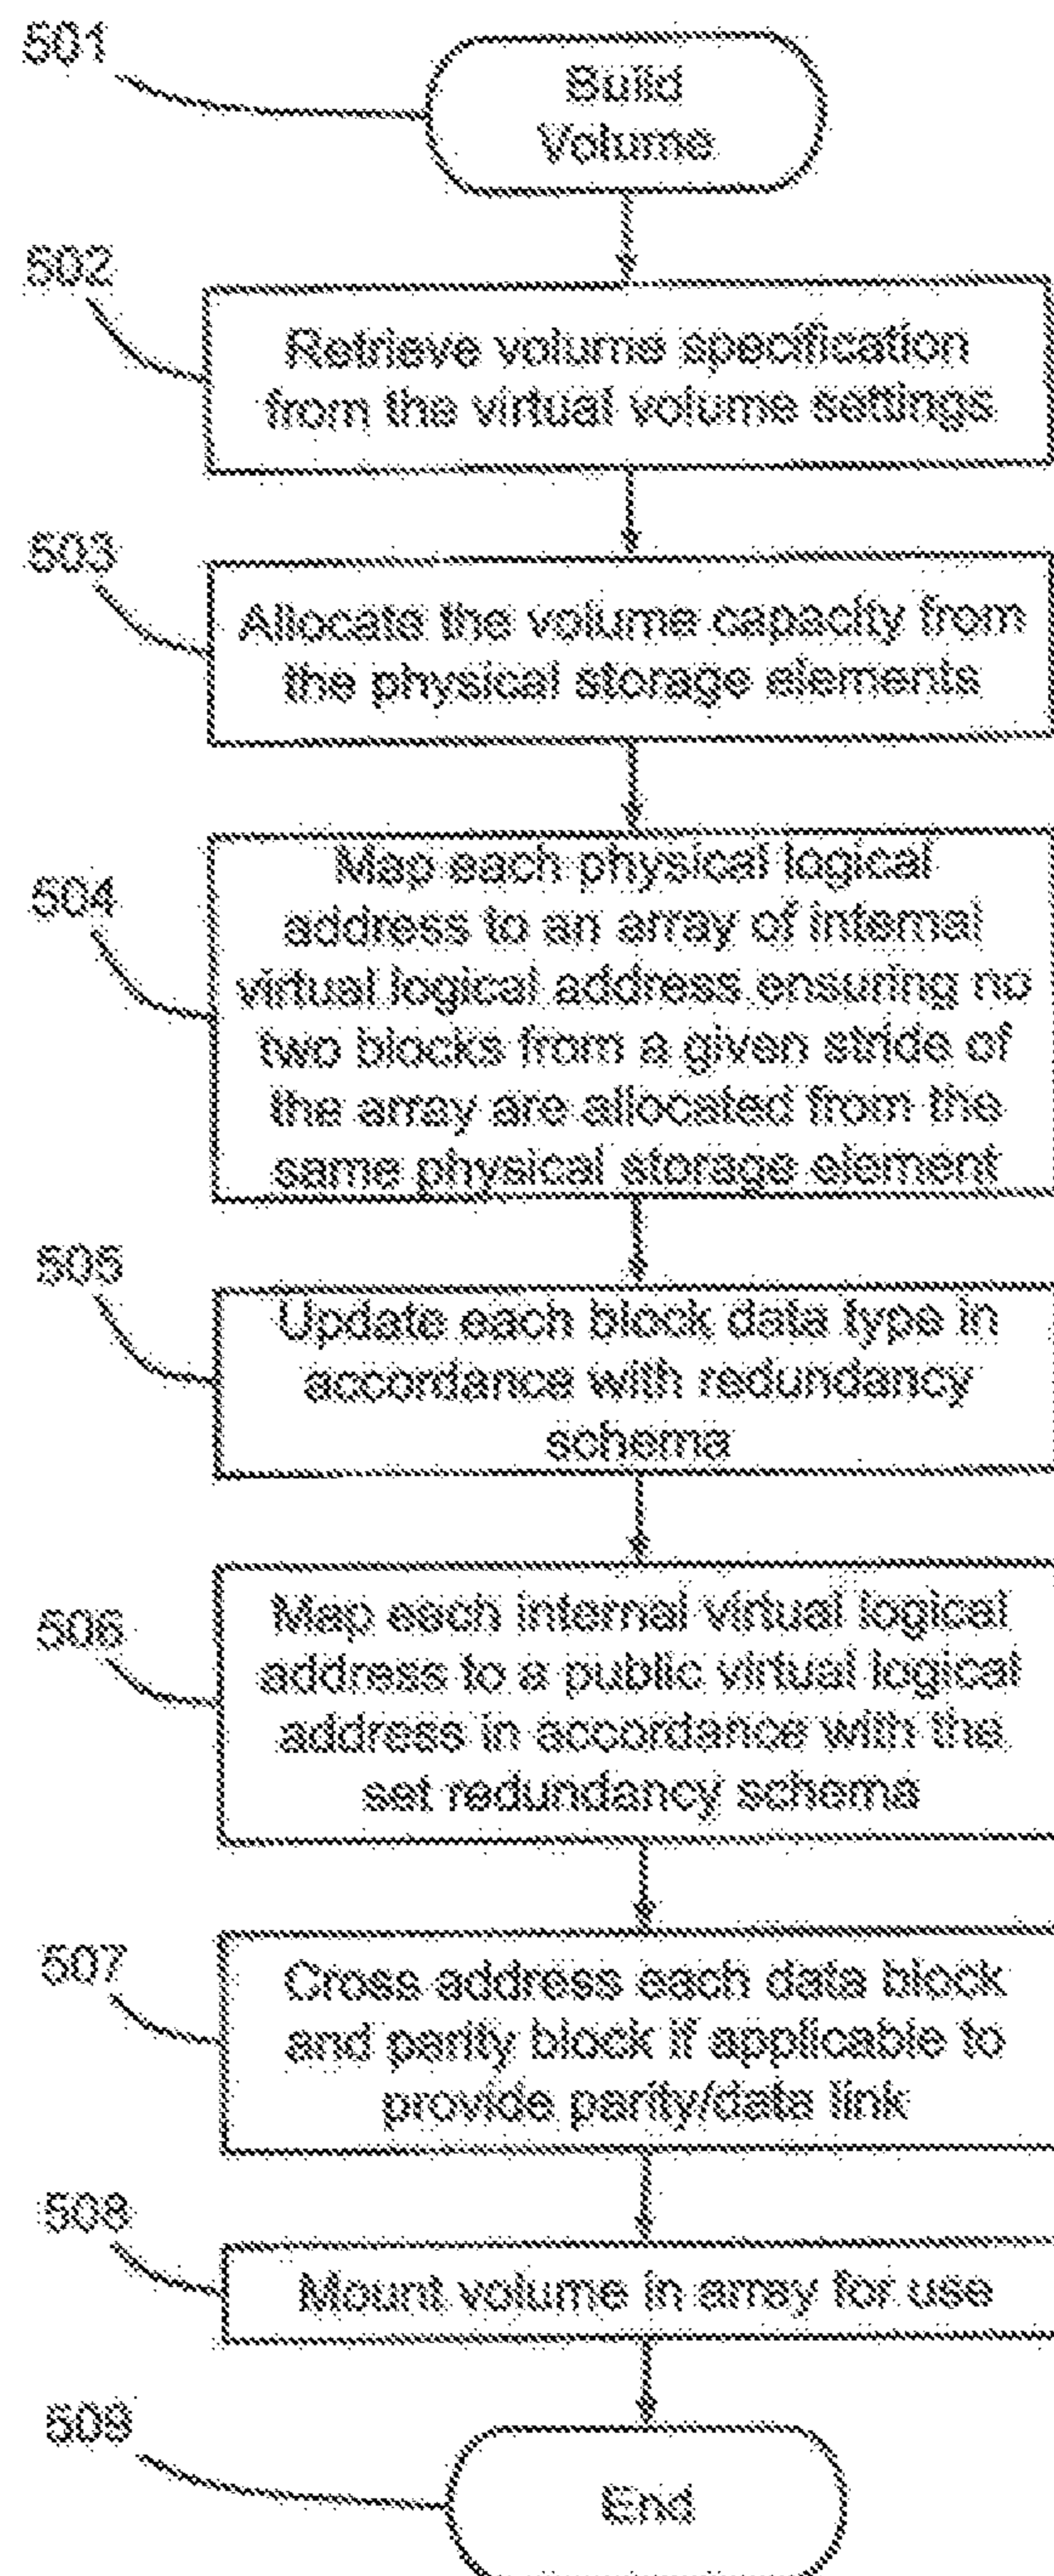 501
Build
Volume
502
Retrieve volume specification
from the virtual volume settings
503
Allocate the volume capacity from
the physical storage elements
504
Map each physical logical
address to an array of internal
virtual logical address ensuring no
two blocks from a given stride of
the array are allocated from the
same physical storage element
505
Update each block data type in
accordance with redundancy
schema
506
Map each internal virtual logical
address to a public virtual logical
address in accordance with the
set redundancy schema
507
Cross address each data block
and parity block if applicable to
provide parity/data link
508
Mount volume in array for use
509
End